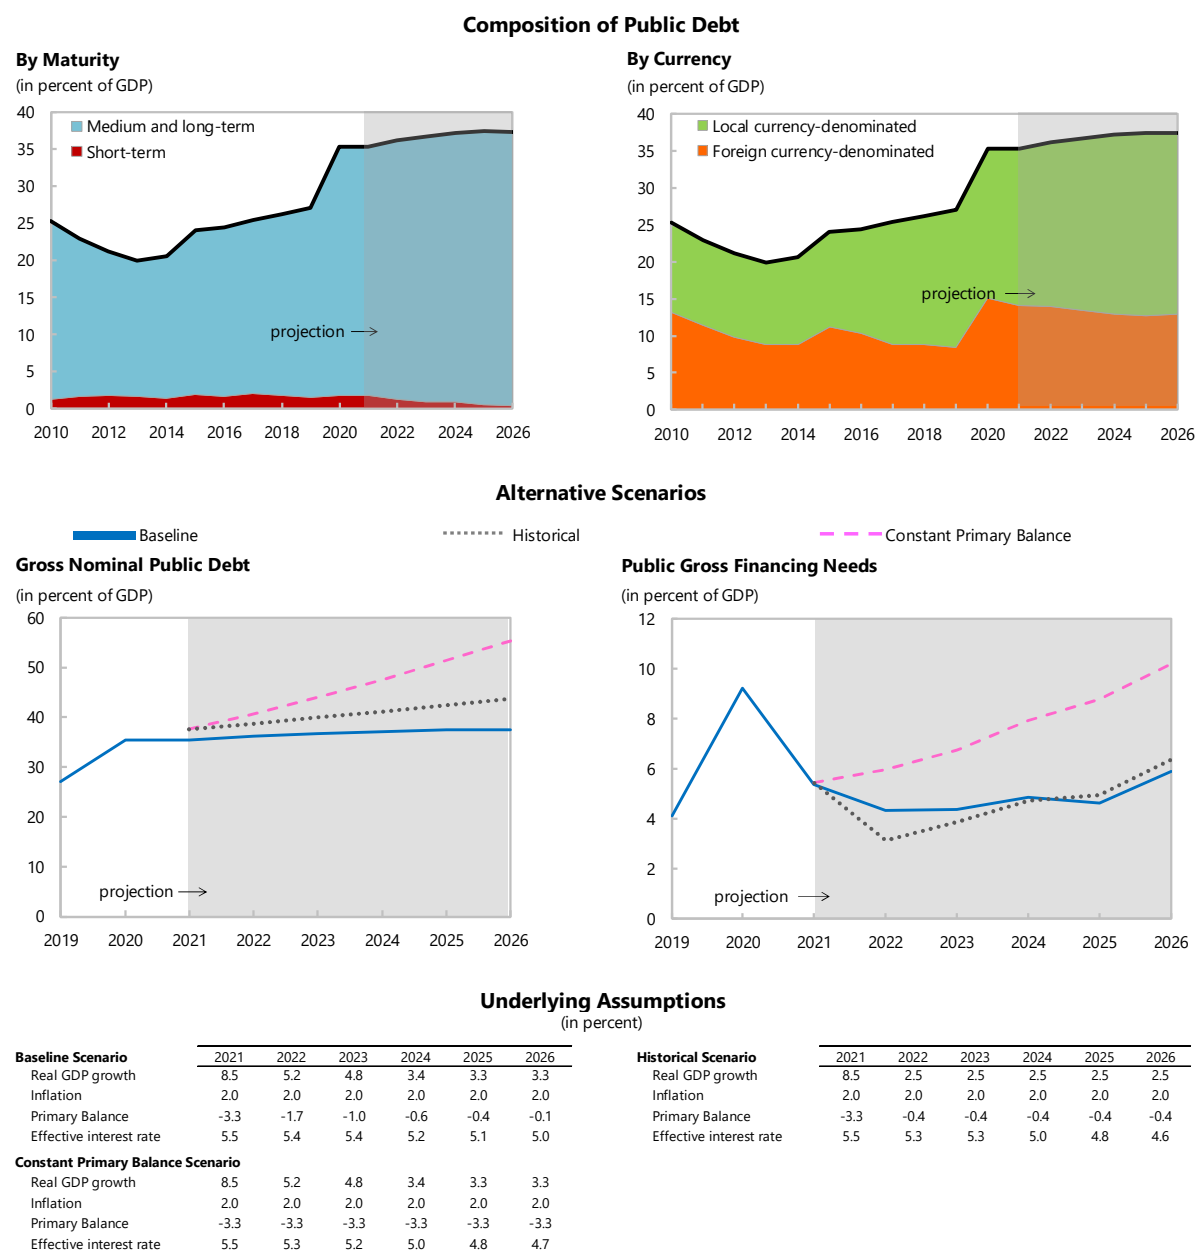 Composition of Public Debt
By Maturity
(in percent of GDP)
40
35
30
25
20
15
10
5
0
Medium and long-term
Short-term
projection
2010 2012 2014 2016 2018 2020 2022 2024 2026
By Currency
(in percent of GDP)
40
35
30
25
20
15
10
5
0
Local currency-denominated
Foreign currency-denominated
projection
2010 2012 2014 2016 2018 2020 2022 2024 2026
Alternative Scenarios
Baseline Historical Constant Primary Balance
Gross Nominal Public Debt
(in percent of GDP)
60
50
40
30
20
10
0
projection
2019 2020 2021 2022 2023 2024 2025 2026
Public Gross Financing Needs
(in percent of GDP)
12
10
8
6
4
2
0
projection
2019 2020 2021 2022 2023 2024 2025 2026
Underlying Assumptions
(in percent)
Baseline Scenario 2021 2022 2023 2024 2025 2026
Real GDP growth 8.5 5.2 4.8 3.4 3.3 3.3
Inflation 2.0 2.0 2.0 2.0 2.0 2.0
Primary Balance -3.3 -1.7 -1.0 -0.6 -0.4 -0.1
Effective interest rate 5.5 5.4 5.4 5.2 5.1 5.0
Constant Primary Balance Scenario
Real GDP growth 8.5 5.2 4.8 3.4 3.3 3.3
Inflation 2.0 2.0 2.0 2.0 2.0 2.0
Primary Balance -3.3 -3.3 -3.3 -3.3 -3.3 -3.3
Effective interest rate 5.5 5.3 5.2 5.0 4.8 4.7
Historical Scenario 2021 2022 2023 2024 2025 2026
Real GDP growth 8.5 2.5 2.5 2.5 2.5 2.5
Inflation 2.0 2.0 2.0 2.0 2.0 2.0
Primary Balance -3.3 -0.4 -0.4 -0.4 -0.4 -0.4
Effective interest rate 5.5 5.3 5.3 5.0 4.8 4.6